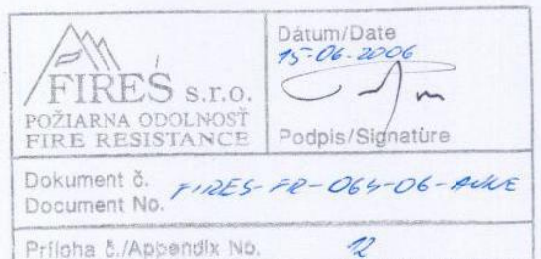 FIRES s.r.o.
POŽIARNA ODOLNOSŤ
FIRE RESISTANCE
Dátum/Date
15-06-2006
Podpis/Signature
Dokument č.
Document No. FIRES-FR-064-06-AUNE
Príloha č./Appendix No. 12